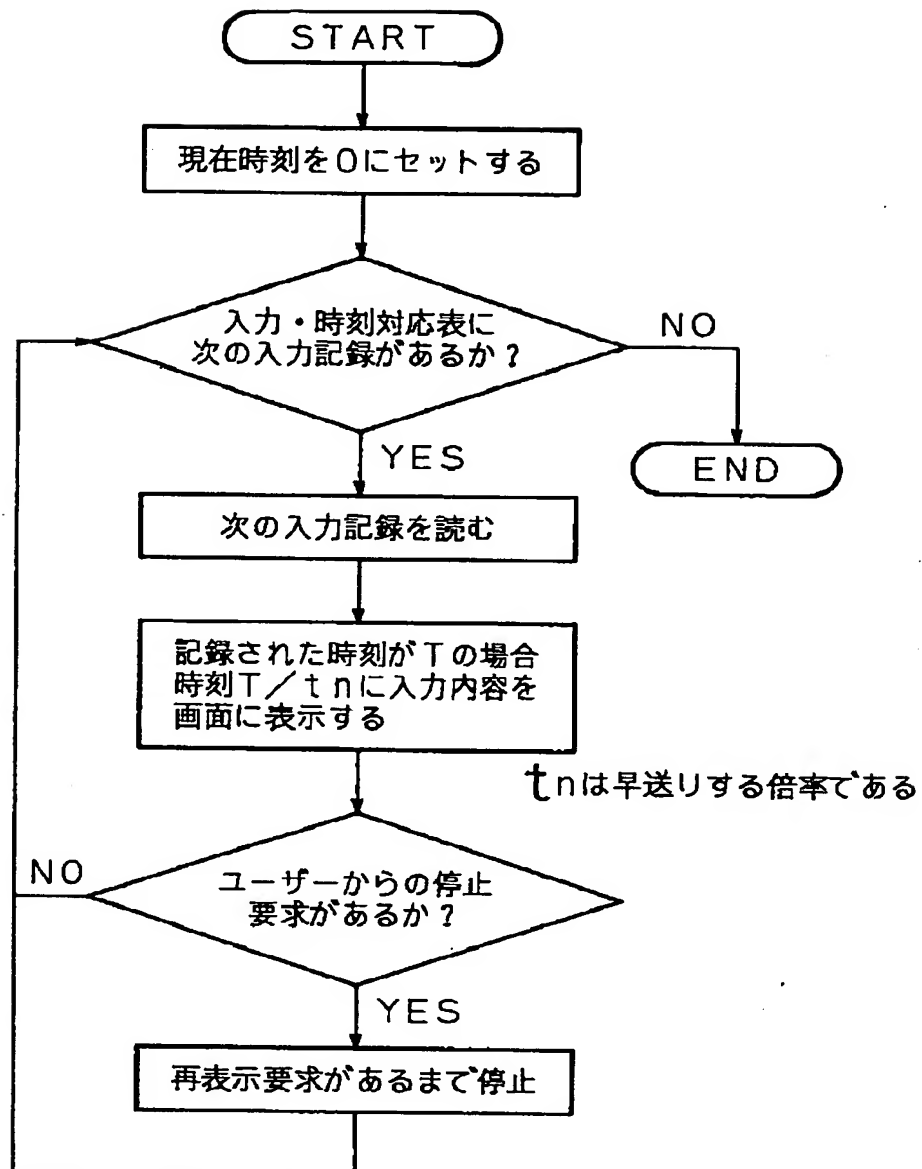 START
現在時刻を0にセットする
入力・時刻対応表に
次の入力記録があるか？
NO
YES
END
次の入力記録を読む
記録された時刻がTの場合
時刻T／tnに入力内容を
画面に表示する
tnは早送りする倍率である
NO
ユーザーからの停止
要求があるか？
YES
再表示要求があるまで停止